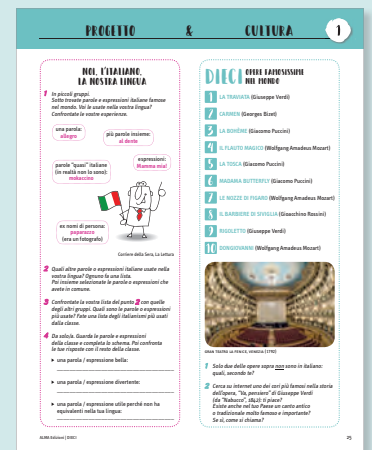 PROGETTO & CULTURA 1
NOI, L'ITALIANO,
LA NOSTRA LINGUA
1 In piccoli gruppi.
Sotto trovate parole e espressioni italiane famose
nel mondo. Voi le usate nella vostra lingua?
Confrontate le vostre esperienze.
una parola:
allegro
più parole insieme:
al dente
parole "quasi" italiane
(in realtà non lo sono):
mokaccino
espressioni:
Mamma mia!
ex nomi di persona:
paparazzo
(era un fotografo)
Corriere della Sera, La Lettura
2 Quali altre parole o espressioni italiane usate nella
vostra lingua? Ognuno fa una lista.
Poi insieme selezionate le parole o espressioni che
avete in comune.
3 Confrontate la vostra lista del punto 2 con quelle
degli altri gruppi. Quali sono le parole o espressioni
più usate? Fate una lista degli italianismi più usati
dalla classe.
4 Da solo/a. Guarda le parole e espressioni
della classe e completa lo schema. Poi confronta
le tue risposte con il resto della classe.
▸ una parola / espressione bella:
▸ una parola / espressione divertente:
▸ una parola / espressione utile perché non ha
equivalenti nella tua lingua:
ALMA Edizioni | DIECI
DIECI OPERE FAMOSISSIME
NEL MONDO
1 LA TRAVIATA (Giuseppe Verdi)
2 CARMEN (Georges Bizet)
3 LA BOHÈME (Giacomo Puccini)
4 IL FLAUTO MAGICO (Wolfgang Amadeus Mozart)
5 LA TOSCA (Giacomo Puccini)
6 MADAMA BUTTERFLY (Giacomo Puccini)
7 LE NOZZE DI FIGARO (Wolfgang Amadeus Mozart)
8 IL BARBIERE DI SIVIGLIA (Gioacchino Rossini)
9 RIGOLETTO (Giuseppe Verdi)
10 DONGIOVANNI (Wolfgang Amadeus Mozart)
GRAN TEATRO LA FENICE, VENEZIA (1792)
1 Solo due delle opere sopra non sono in italiano:
quali, secondo te?
2 Cerca su internet uno dei cori più famosi nella storia
dell'opera, "Va, pensiero" di Giuseppe Verdi
(da "Nabucco", 1842): ti piace?
Esiste anche nel tuo Paese un canto antico
o tradizionale molto famoso e importante?
Se sì, come si chiama?
25